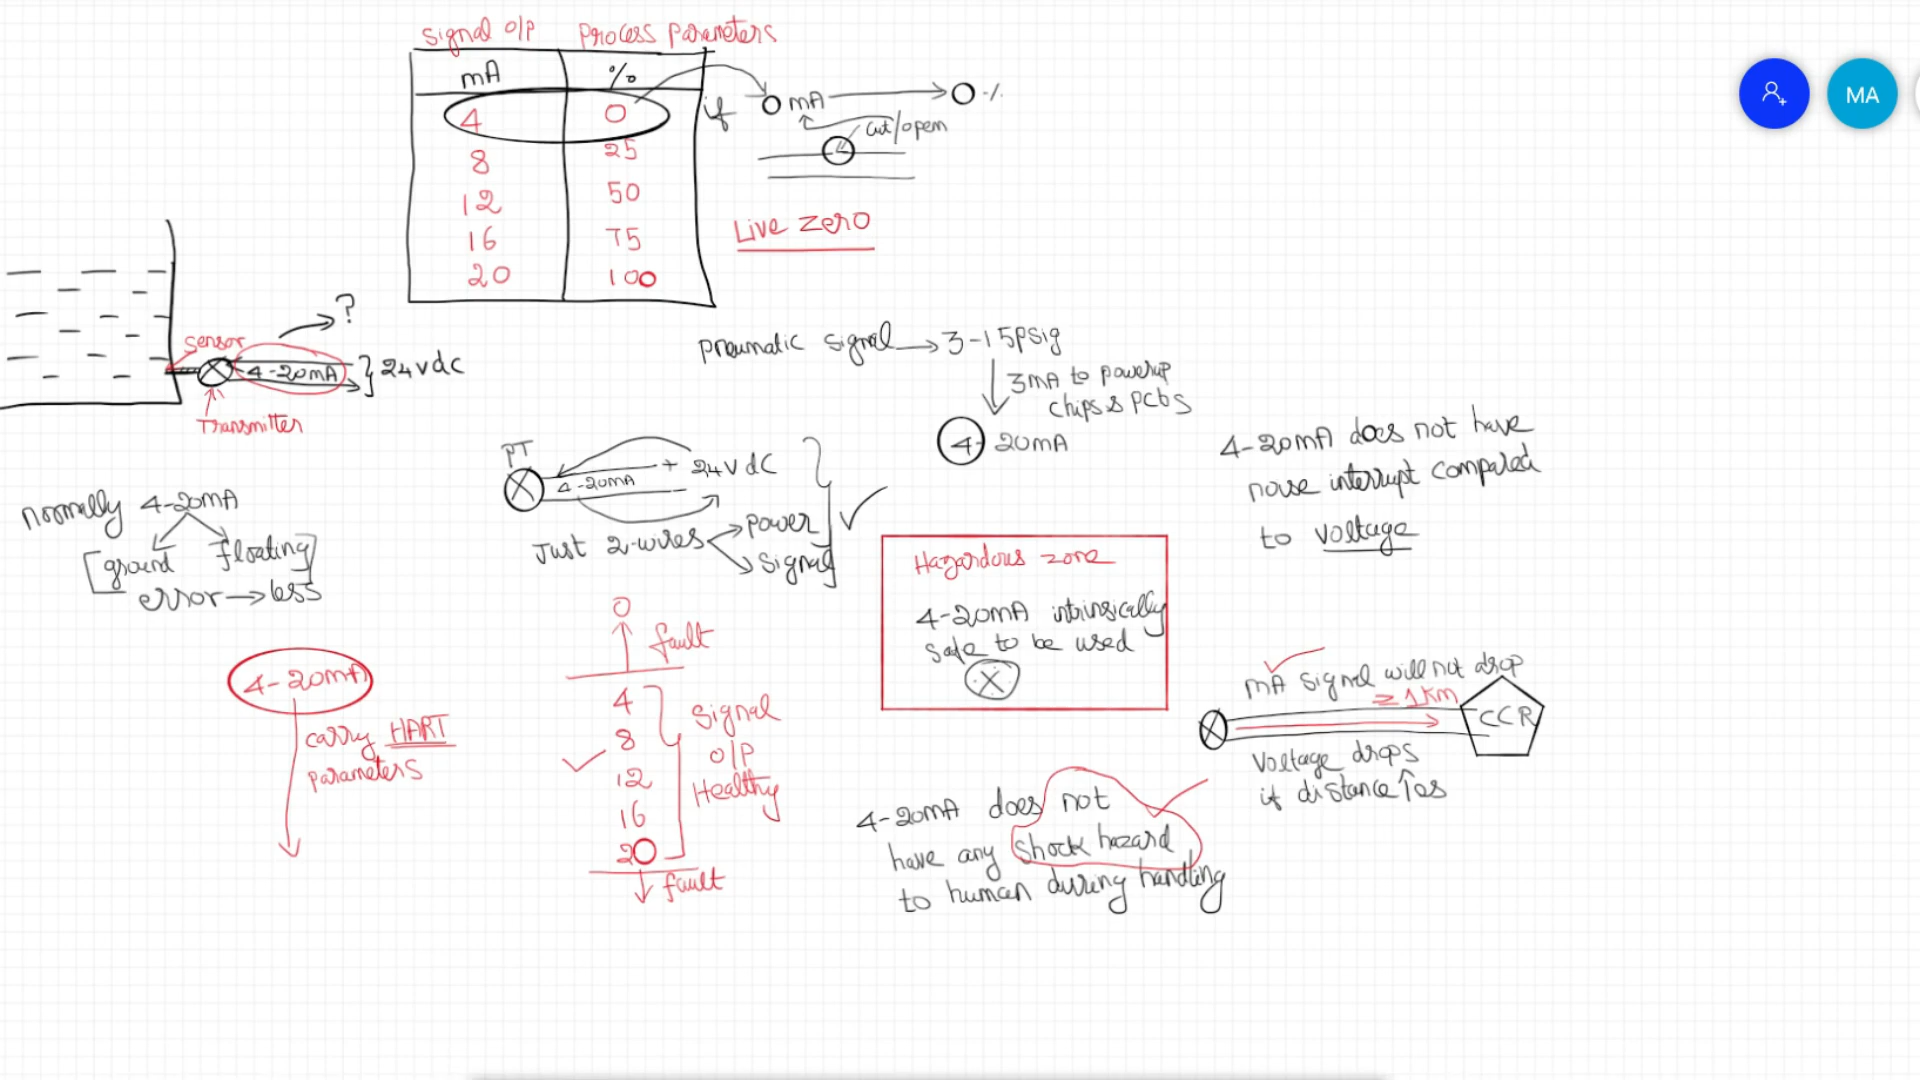 Signal O/P Process Parameters
mA %
4 0
8 25
12 50
16 75
20 100
if 0 mA 0 %
cut/open
Live Zero
MA
?
Sensor
4-20mA
24vdc
Transmitter
Pneumatic Signal 3-15psig
3mA to powerup
chips & PCBs
4-20mA
PT
+ 24V dC
4-20mA
Just 2-wires
Power
Signal
4-20mA does not have
noise interrupt compared
to voltage
normally 4-20mA
ground floating
error less
Hazardous zone
4-20mA intrinsically
safe to be used
4-20mA
carry HART
parameters
0
fault
4
8
12
16
20
fault
Signal
O/P
Healthy
mA Signal will not drop
1Km
CCR
Voltage drops
if distance ↑es
4-20mA does not
have any shock hazard
to human during handling